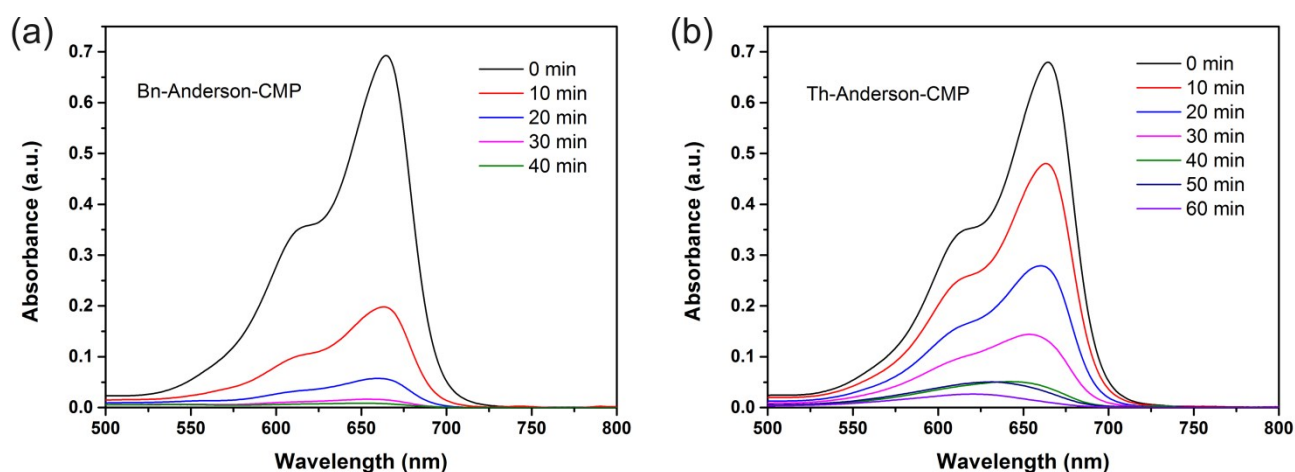 (a)
Absorbance (a.u.)
0.7
0.6
0.5
0.4
0.3
0.2
0.1
0.0
Bn-Anderson-CMP
0 min
10 min
20 min
30 min
40 min
500 550 600 650 700 750 800
Wavelength (nm)
(b)
Absorbance (a.u.)
0.7
0.6
0.5
0.4
0.3
0.2
0.1
0.0
Th-Anderson-CMP
0 min
10 min
20 min
30 min
40 min
50 min
60 min
500 550 600 650 700 750 800
Wavelength (nm)